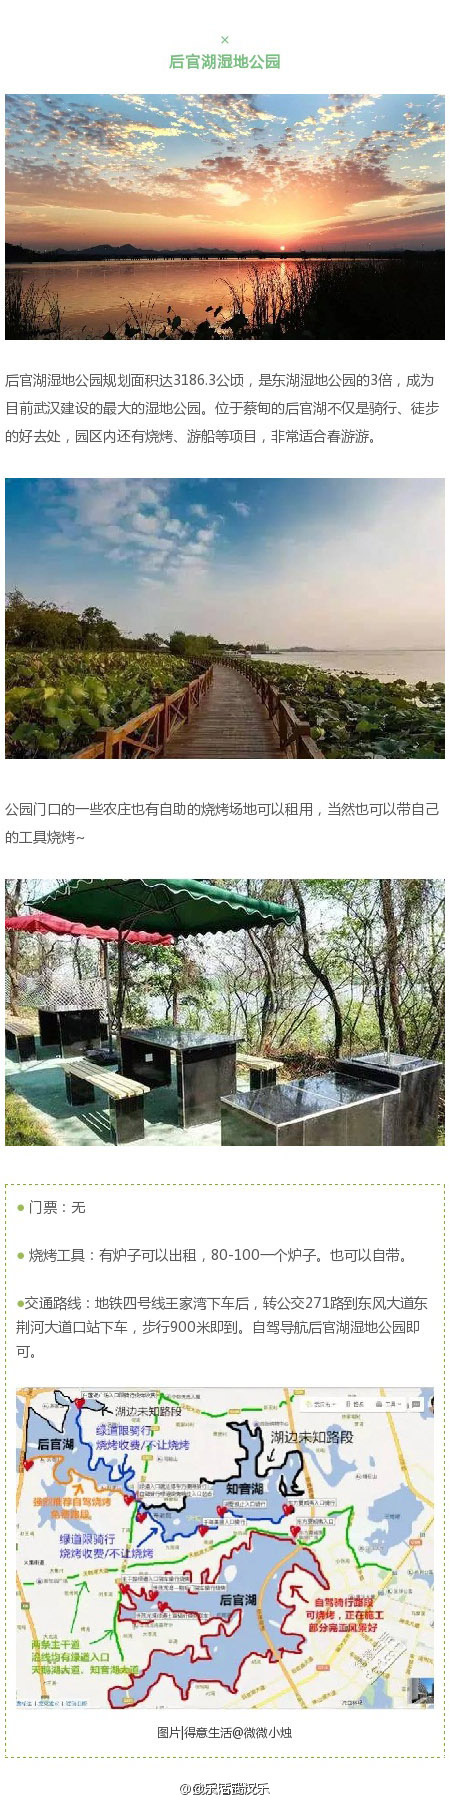 ×
后官湖湿地公园
后官湖湿地公园规划面积达3186.3公顷，是东湖湿地公园的3倍，成为
目前武汉建设的最大的湿地公园。位于蔡甸的后官湖不仅是骑行、徒步
的好去处，园区内还有烧烤、游船等项目，非常适合春游游。
公园门口的一些农庄也有自助的烧烤场地可以租用，当然也可以带自己
的工具烧烤~
● 门票：无
● 烧烤工具：有炉子可以出租，80-100一个炉子。也可以自带。
●交通路线：地铁四号线王家湾下车后，转公交271路到东风大道东
荆河大道口站下车，步行900米即到。自驾导航后官湖湿地公园即
可。
湖边未知路段
绿道限骑行
烧烤收费/不让烧烤
后官湖
湖边未知路段
知音湖
强烈推荐自驾烧烤
免费路段
绿道限骑行
烧烤收费/不让烧烤
后官湖
自驾骑行路段
可烧烤，正在施工
部分完工风景好
两条主干道
沿线均有绿道入口
天鹅湖大道，知音湖大道
图片|得意生活@微微小烛